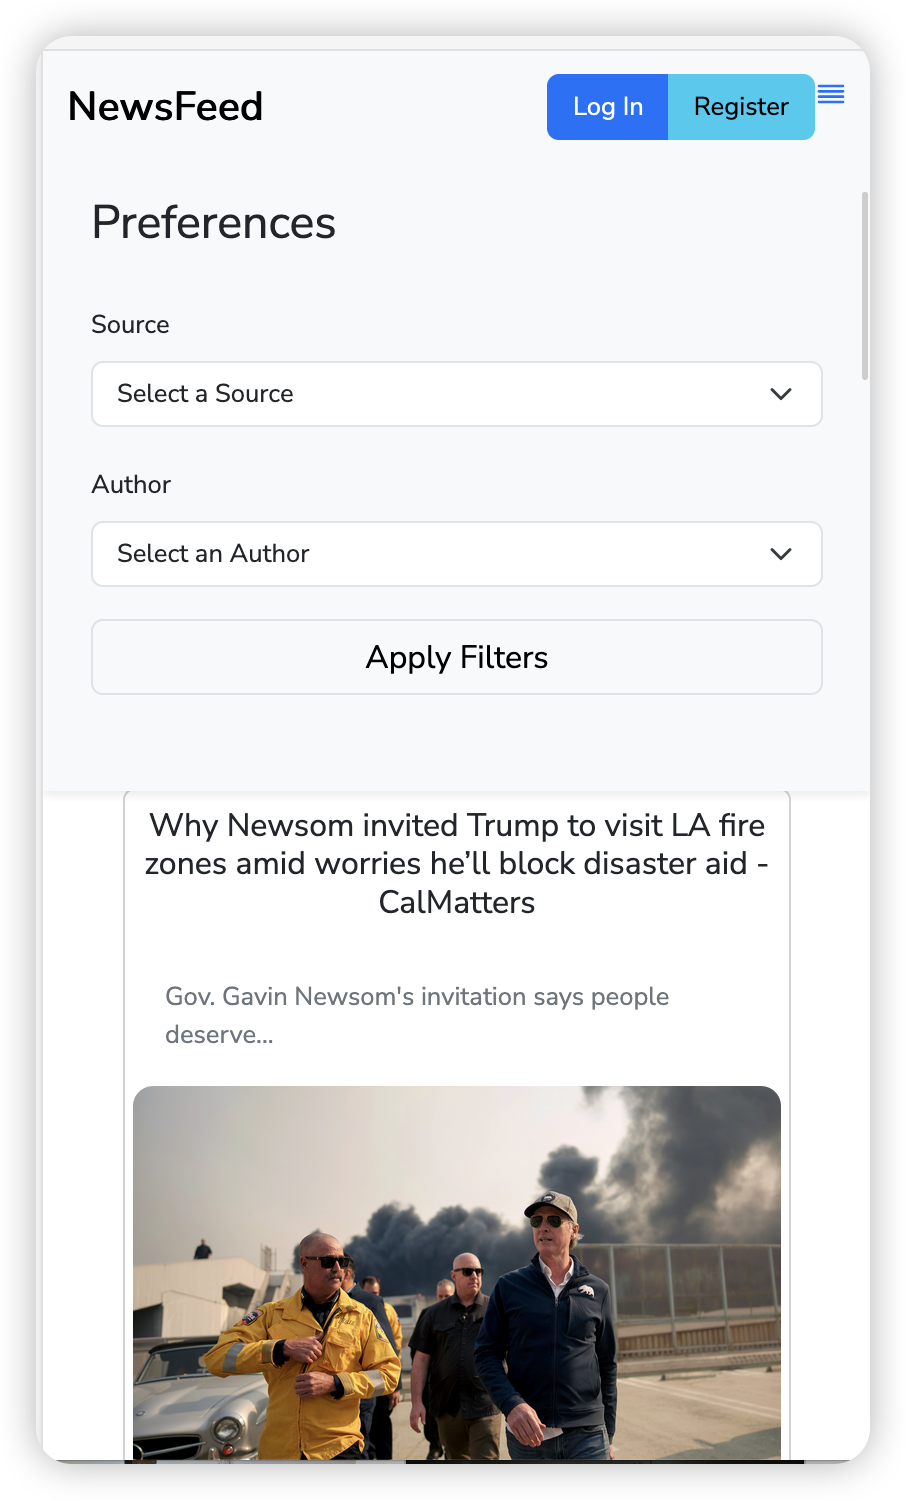 NewsFeed
Log In
Register
Preferences
Source
Select a Source
Author
Select an Author
Apply Filters
Why Newsom invited Trump to visit LA fire
zones amid worries he’ll block disaster aid -
CalMatters
Gov. Gavin Newsom's invitation says people
deserve...